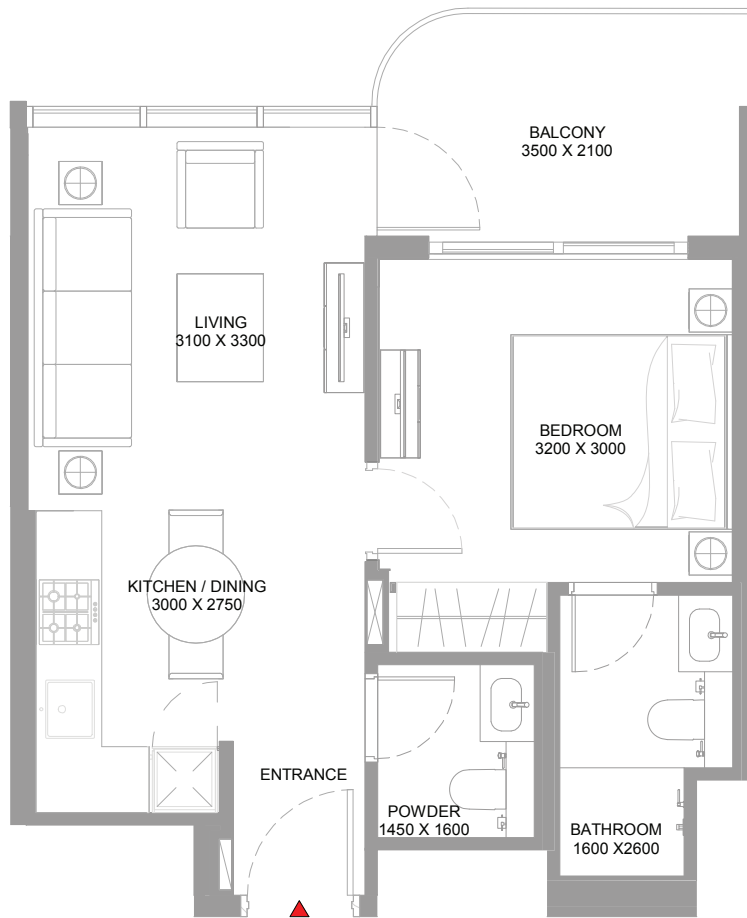 BALCONY
3500 X 2100
LIVING
3100 X 3300
BEDROOM
3200 X 3000
KITCHEN / DINING
3000 X 2750
ENTRANCE
POWDER
1450 X 1600
BATHROOM
1600 X2600